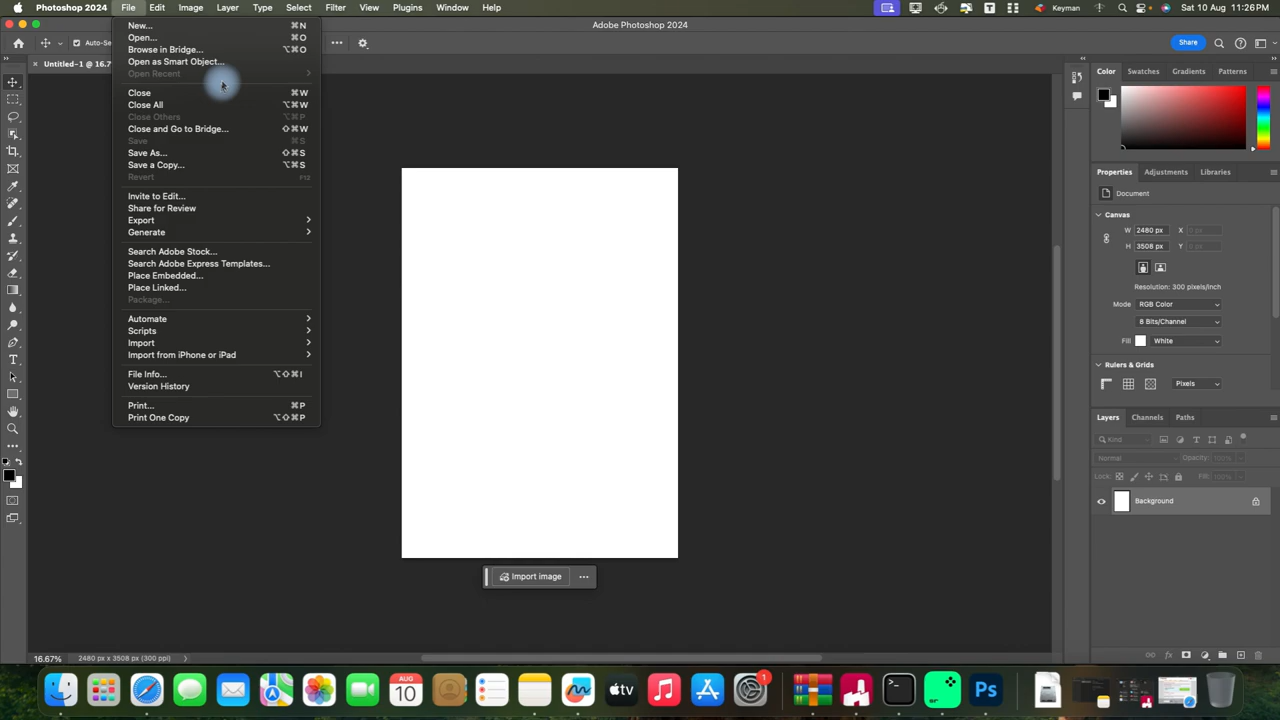 Photoshop File Edit Image Layer Type Select Filter View Plugins Window Help Keyman Sat 10 Aug 11:26 PM
Adobe Photoshop 2024
Auto-Se
Share
Untitled-1 @ 16.7
New... ⌘N
Open... ⌘O
Browse in Bridge... ⌥⌘O
Open as Smart Object...
Open Recent
Close ⌘W
Close All ⌥⌘W
Close Others ⌥⌘P
Close and Go to Bridge... ⇧⌘W
Save ⌘S
Save As... ⇧⌘S
Save a Copy... ⌥⌘S
Revert F12
Invite to Edit...
Share for Review
Export
Generate
Search Adobe Stock...
Search Adobe Express Templates...
Place Embedded...
Place Linked...
Package...
Automate
Scripts
Import
Import from iPhone or iPad
File Info... ⌥⇧⌘I
Version History
Print... ⌘P
Print One Copy ⌥⇧⌘P
Import image
16.67% 2480 px x 3508 px (300 ppi)
Color Swatches Gradients Patterns
Properties Adjustments Libraries
Document
Canvas
W 2480 px X 0 px
H 3508 px Y 0 px
Resolution: 300 pixels/inch
Mode RGB Color
8 Bits/Channel
Fill White
Rulers & Grids
Pixels
Layers Channels Paths
Kind
Normal Opacity: 100%
Lock: Fill: 100%
Background
AUG
10
tv
1
sr
Ps